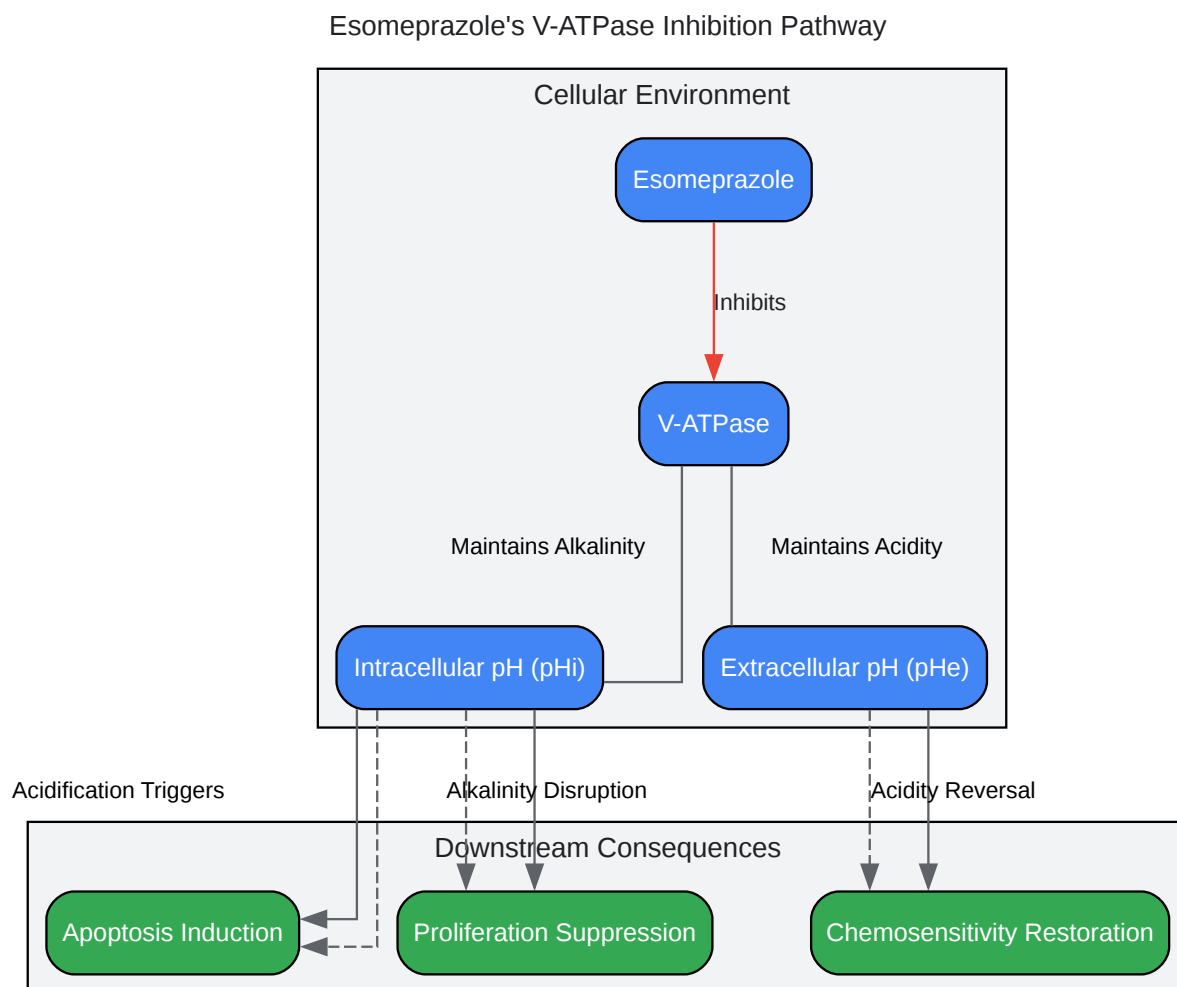 Esomeprazole's V-ATPase Inhibition Pathway
Cellular Environment
Esomeprazole
Inhibits
V-ATPase
Maintains Alkalinity
Maintains Acidity
Intracellular pH (pHi)
Extracellular pH (pHe)
Acidification Triggers
Alkalinity Disruption
Acidity Reversal
Downstream Consequences
Apoptosis Induction
Proliferation Suppression
Chemosensitivity Restoration